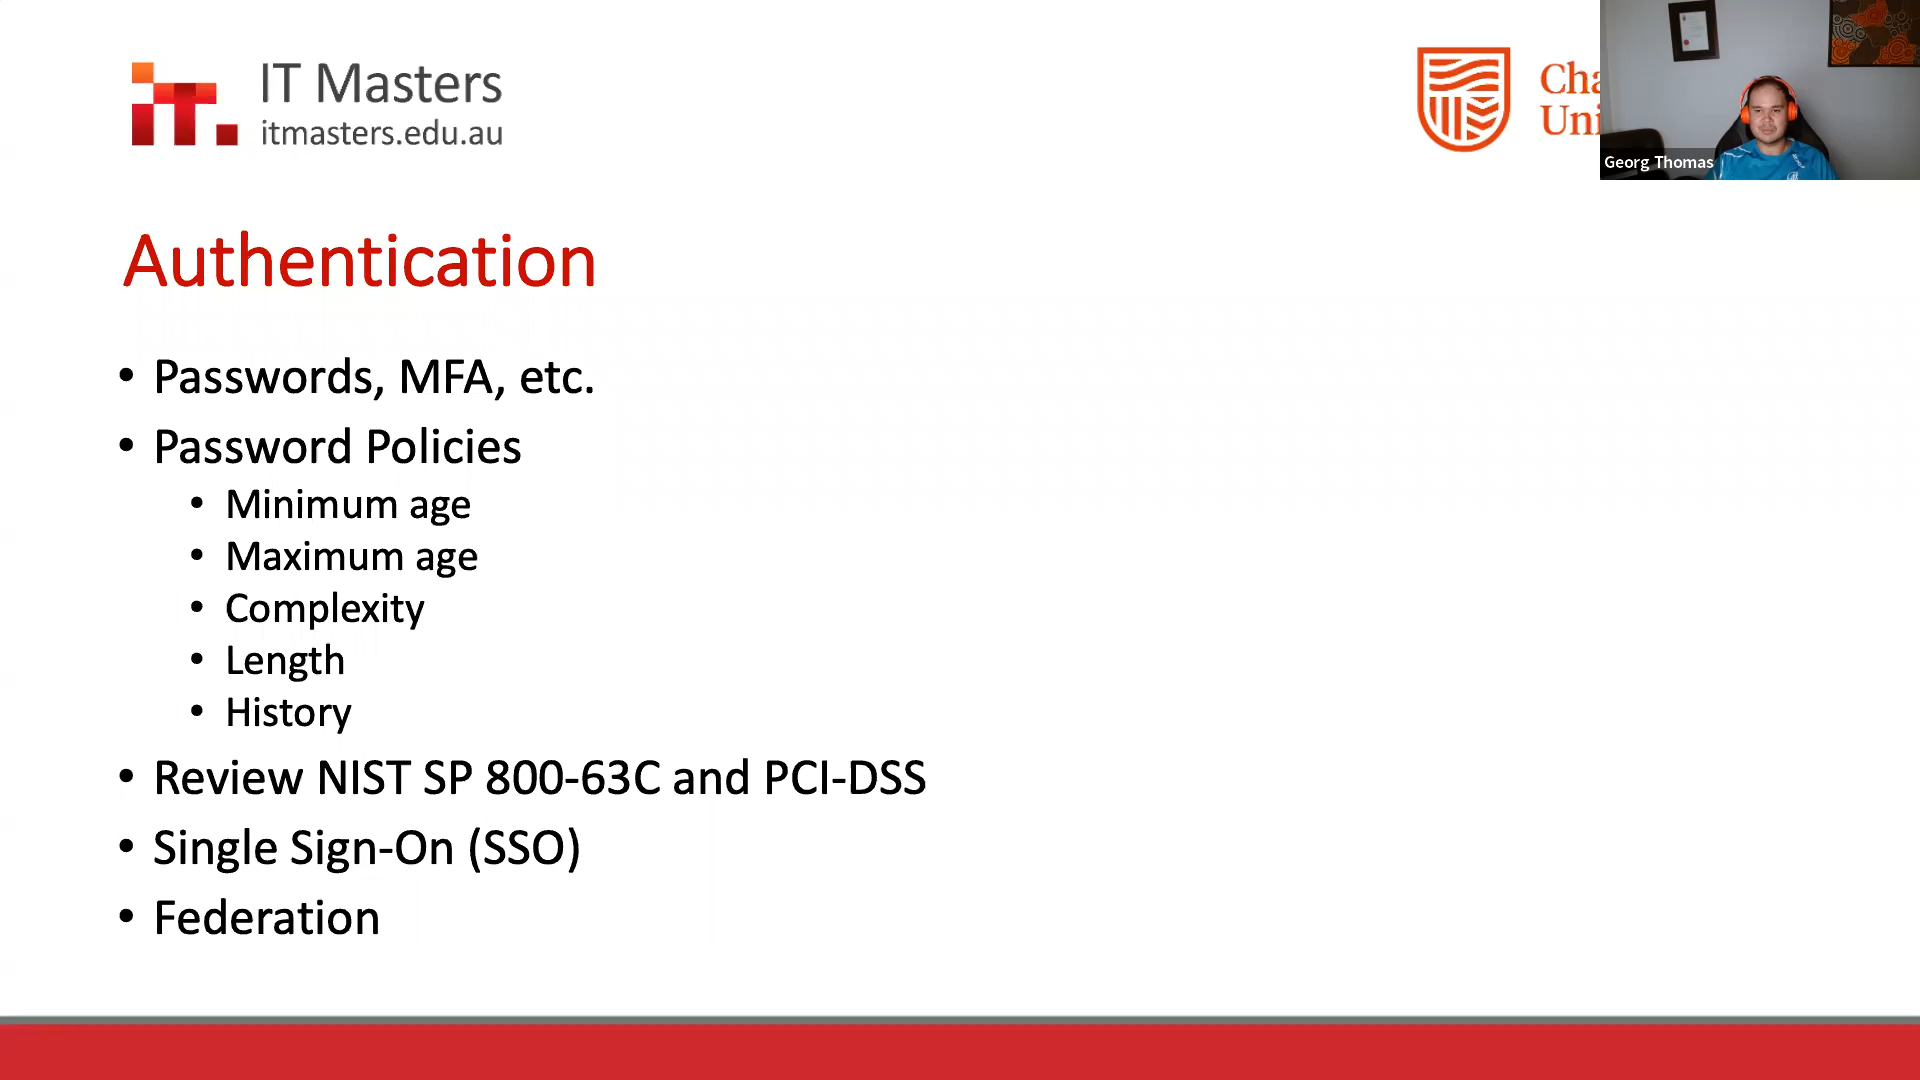 IT Masters
itmasters.edu.au
Georg Thomas
Authentication
• Passwords, MFA, etc.
• Password Policies
• Minimum age
• Maximum age
• Complexity
• Length
• History
• Review NIST SP 800-63C and PCI-DSS
• Single Sign-On (SSO)
• Federation